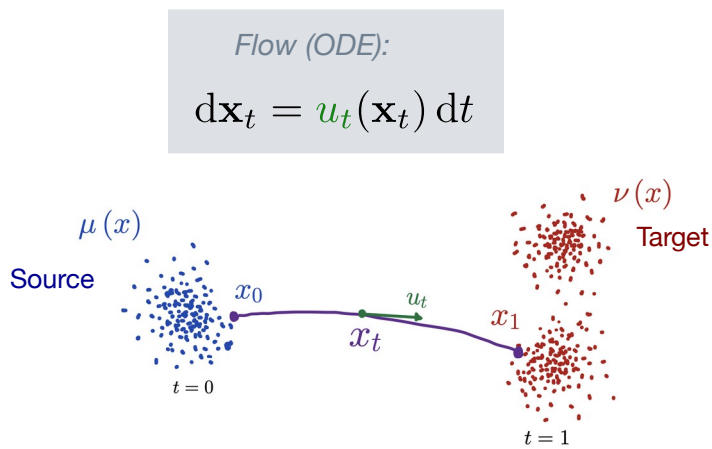 Flow (ODE):
dx_t = u_t(x_t) dt
μ(x)
ν(x)
Source
Target
x_0
u_t
x_t
x_1
t = 0
t = 1